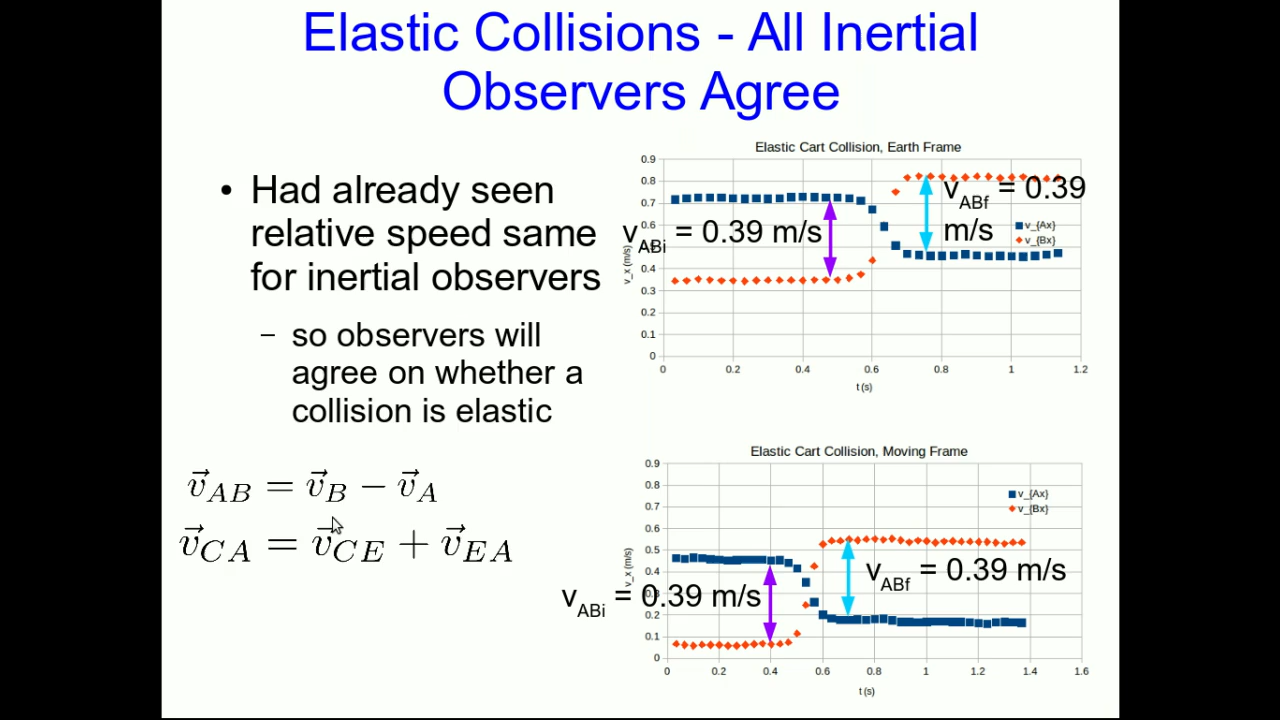 Elastic Collisions - All Inertial
Observers Agree
• Had already seen
relative speed same
for inertial observers
– so observers will
agree on whether a
collision is elastic
v⃗_AB = v⃗_B − v⃗_A
v⃗_CA = v⃗_CE + v⃗_EA
Elastic Cart Collision, Earth Frame
0.9
0.8
0.7
0.6
0.4
0.3
0.2
0.1
0
v_x (m/s)
v_ABi = 0.39 m/s
v_ABf = 0.39
m/s
v_{Ax}
v_{Bx}
0 0.2 0.4 0.6 0.8 1 1.2
t (s)
Elastic Cart Collision, Moving Frame
0.9
0.8
0.7
0.6
0.5
0.4
0.2
0.1
0
v_x (m/s)
v_ABi = 0.39 m/s
v_ABf = 0.39 m/s
v_{Ax}
v_{Bx}
0 0.2 0.4 0.6 0.8 1 1.2 1.4 1.6
t (s)